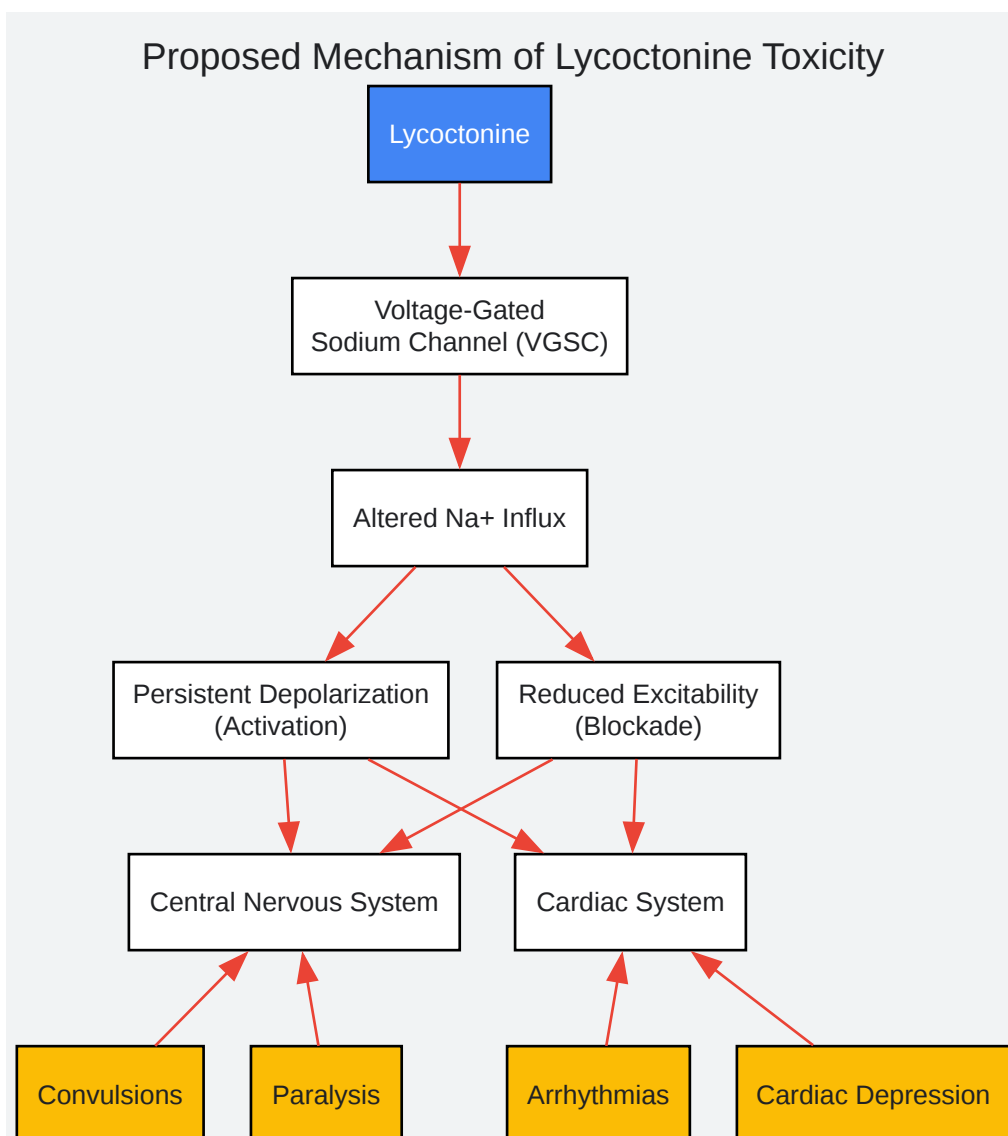 Proposed Mechanism of Lycoctonine Toxicity
Lycoctonine
Voltage-Gated
Sodium Channel (VGSC)
Altered Na+ Influx
Persistent Depolarization
(Activation)
Reduced Excitability
(Blockade)
Central Nervous System
Cardiac System
Convulsions
Paralysis
Arrhythmias
Cardiac Depression